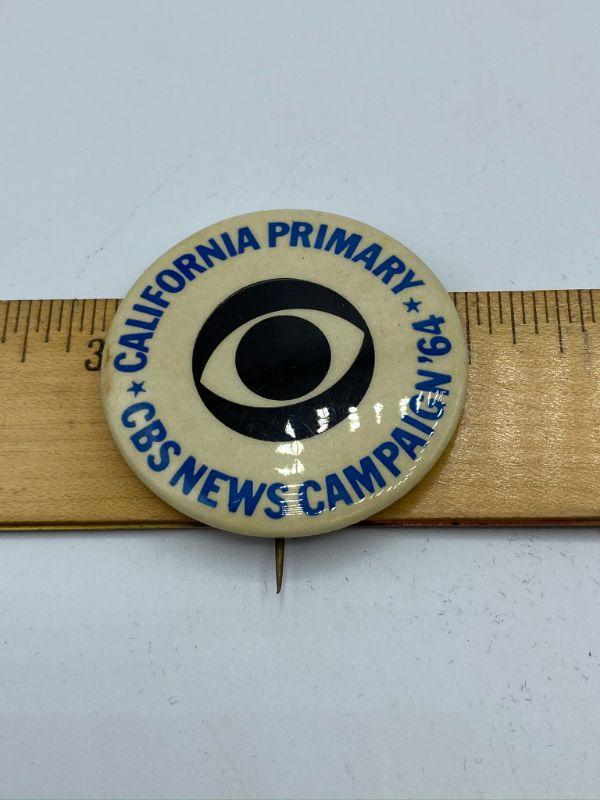 ★ CALIFORNIA PRIMARY ★
CBS NEWS CAMPAIGN '64
3